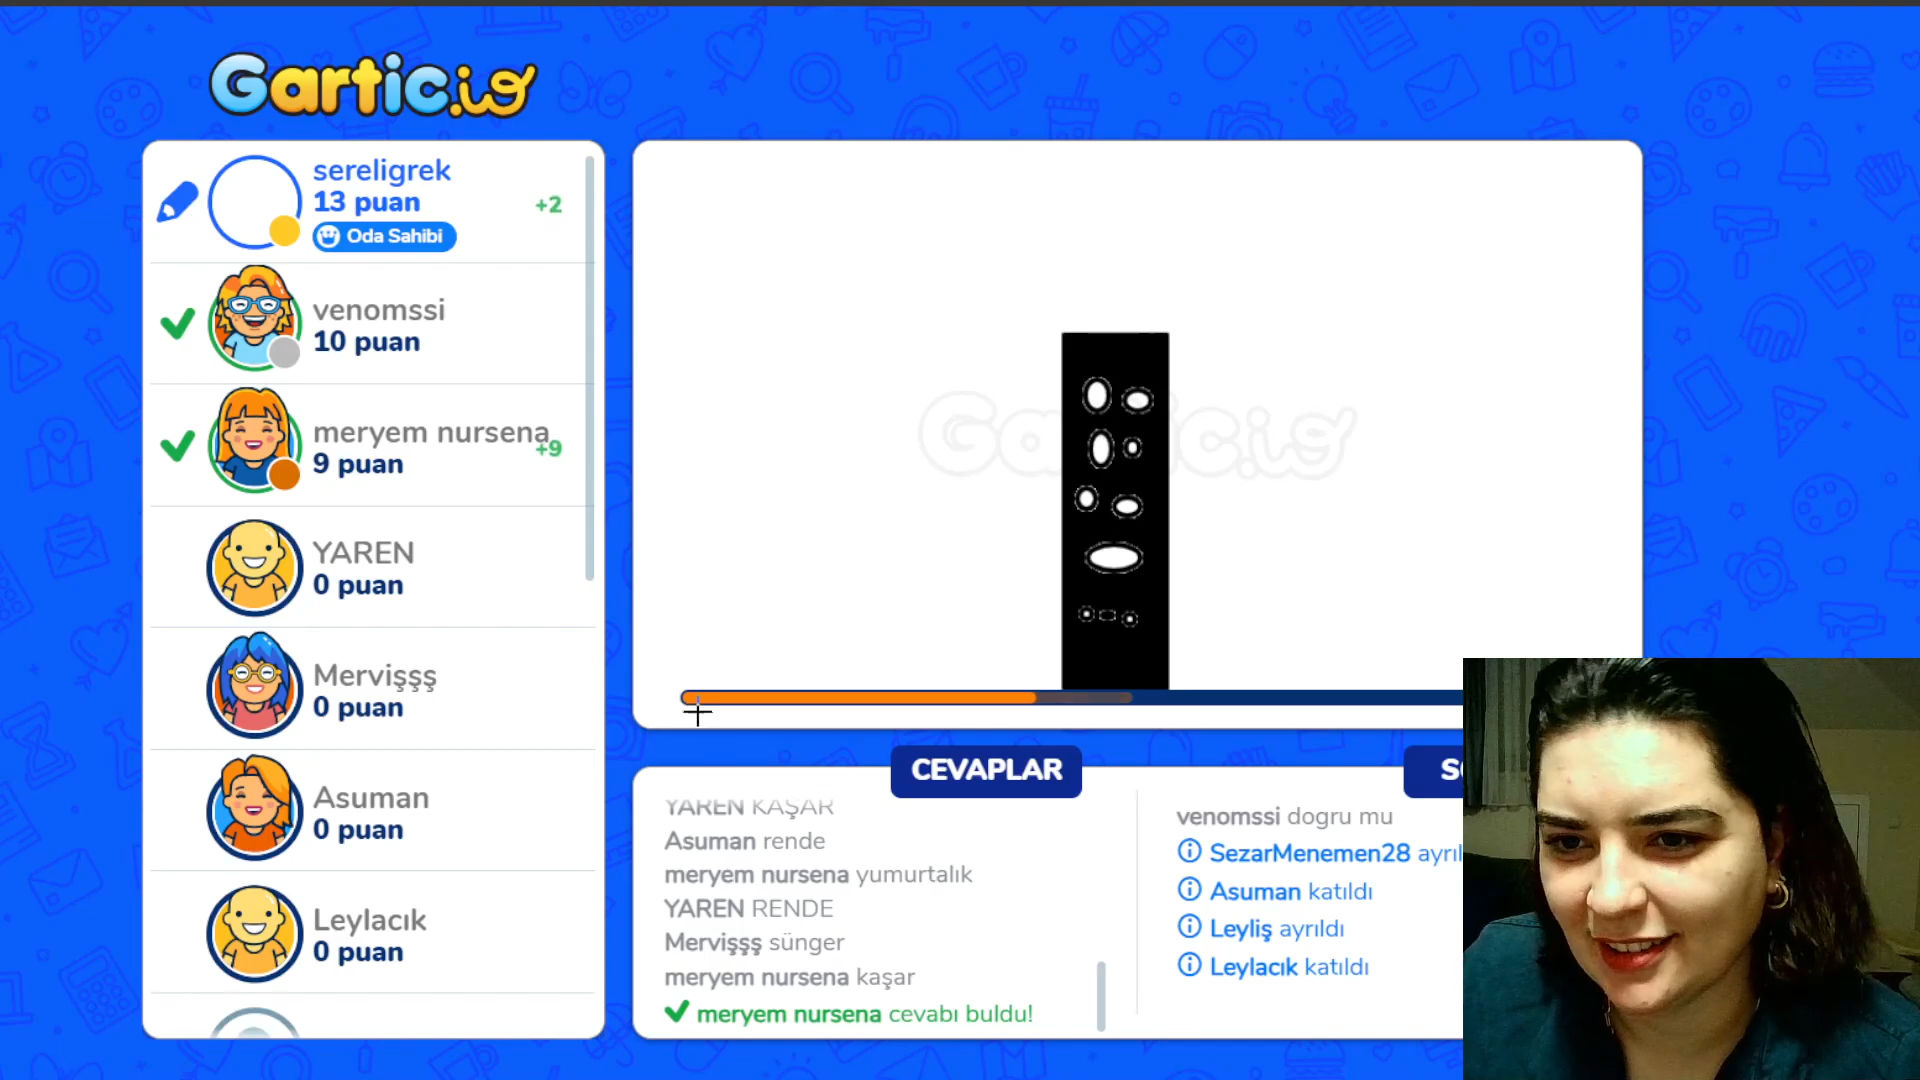 Gartic.io
sereligrek
13 puan
+2
Oda Sahibi
venomssi
10 puan
meryem nursena
+9
9 puan
YAREN
0 puan
Mervişşş
0 puan
Asuman
0 puan
Leylacık
0 puan
Gartic.io
CEVAPLAR
YAREN KAŞAR
Asuman rende
meryem nursena yumurtalık
YAREN RENDE
Mervişşş sünger
meryem nursena kaşar
meryem nursena cevabı buldu!
venomssi dogru mu
SezarMenemen28
Asuman katıldı
Leyliş ayrıldı
Leylacık katıldı